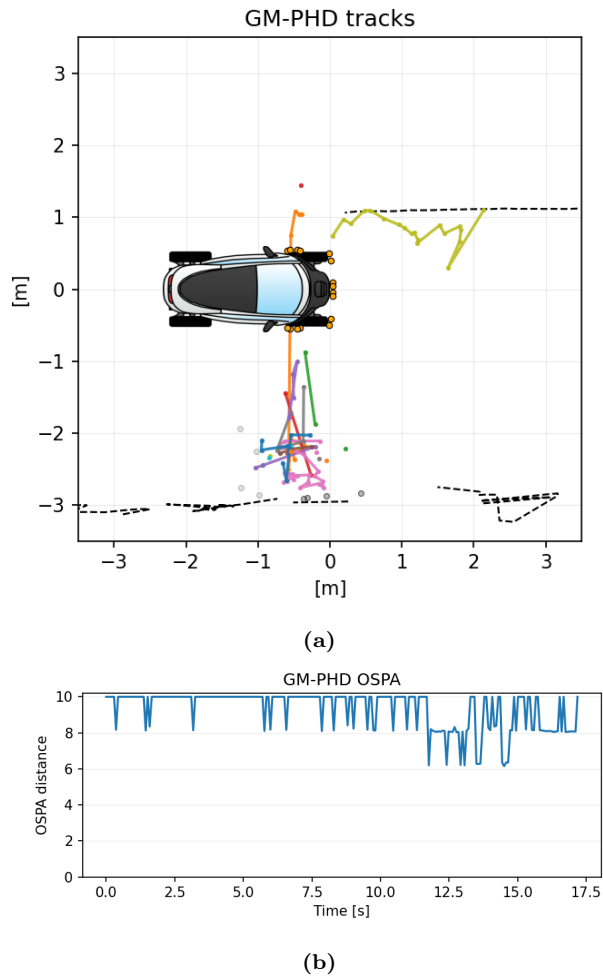 GM-PHD tracks
3
2
1
0
−1
−2
−3
[m]
−3 −2 −1 0 1 2 3
[m]
(a)
GM-PHD OSPA
10
8
6
4
2
0
OSPA distance
0.0 2.5 5.0 7.5 10.0 12.5 15.0 17.5
Time [s]
(b)